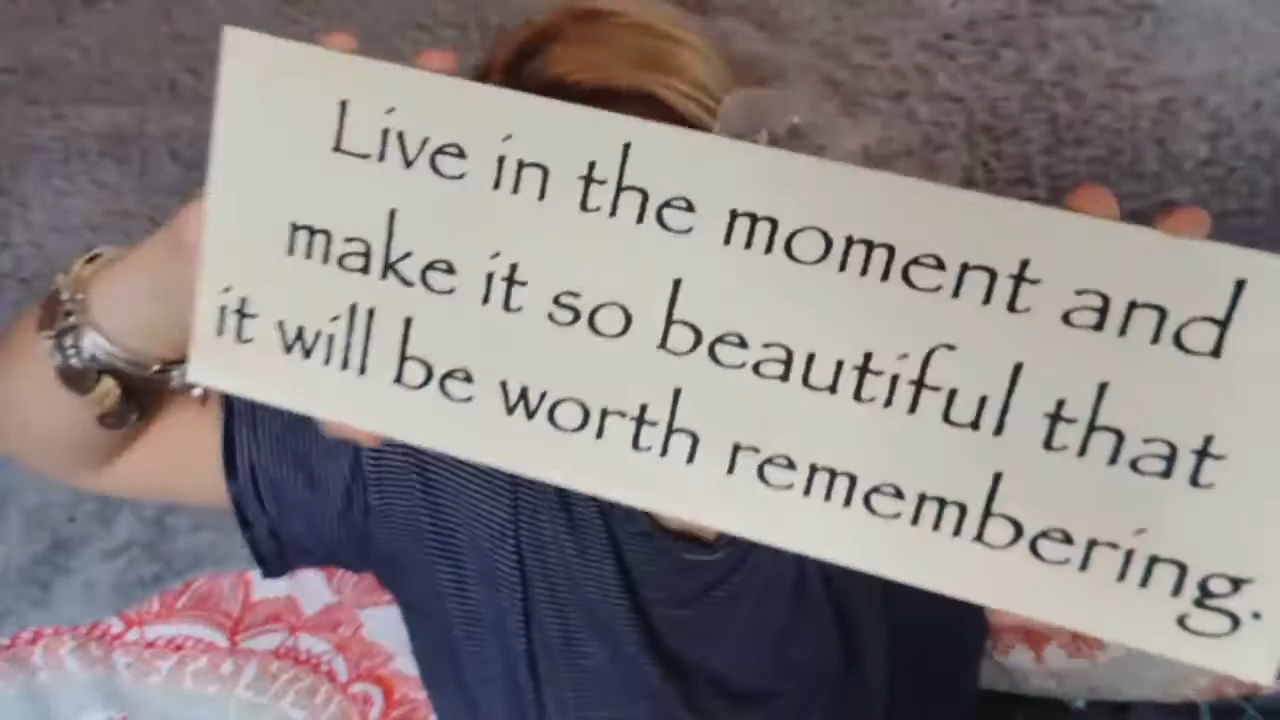 Live in the moment and
make it so beautiful that
it will be worth remembering.